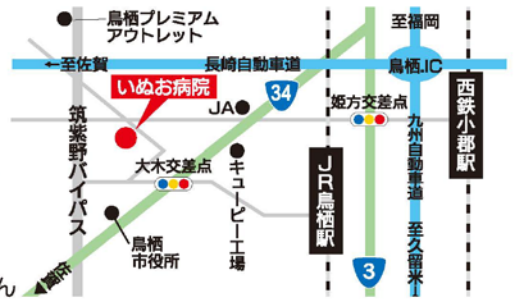 鳥栖プレミアム
アウトレット
至福岡
←至佐賀
長崎自動車道
鳥栖.IC
いぬお病院
34
JA
姫方交差点
西鉄小郡駅
筑紫野バイパス
大木交差点
キューピー工場
JR鳥栖駅
九州自動車道
至久留米→
鳥栖
市役所
3
佐賀
ん